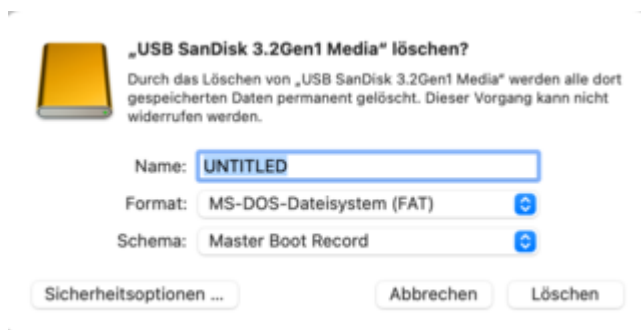 „USB SanDisk 3.2Gen1 Media“ löschen?
Durch das Löschen von „USB SanDisk 3.2Gen1 Media“ werden alle dort
gespeicherten Daten permanent gelöscht. Dieser Vorgang kann nicht
widerrufen werden.
Name: UNTITLED
Format: MS-DOS-Dateisystem (FAT)
Schema: Master Boot Record
Sicherheitsoptionen ... Abbrechen Löschen